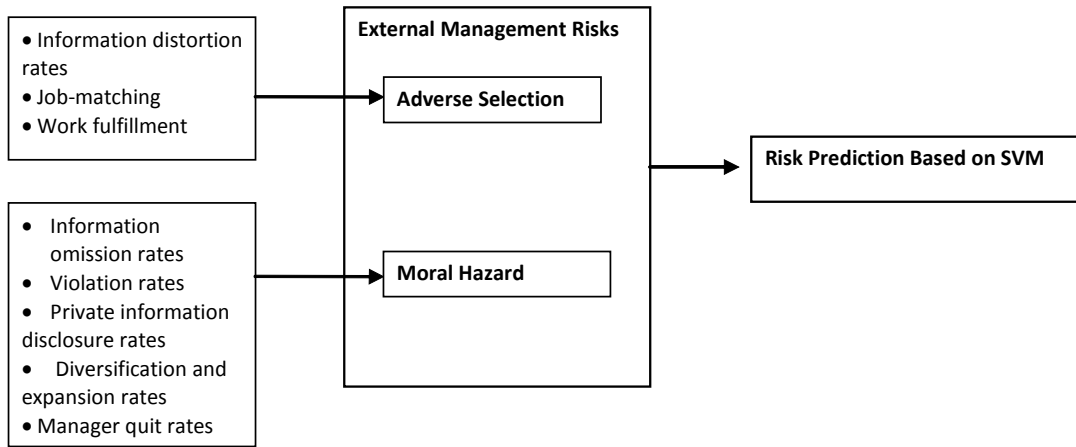 • Information distortion
rates
• Job-matching
• Work fulfillment
External Management Risks
Adverse Selection
Risk Prediction Based on SVM
• Information
omission rates
• Violation rates
• Private information
disclosure rates
• Diversification and
expansion rates
• Manager quit rates
Moral Hazard